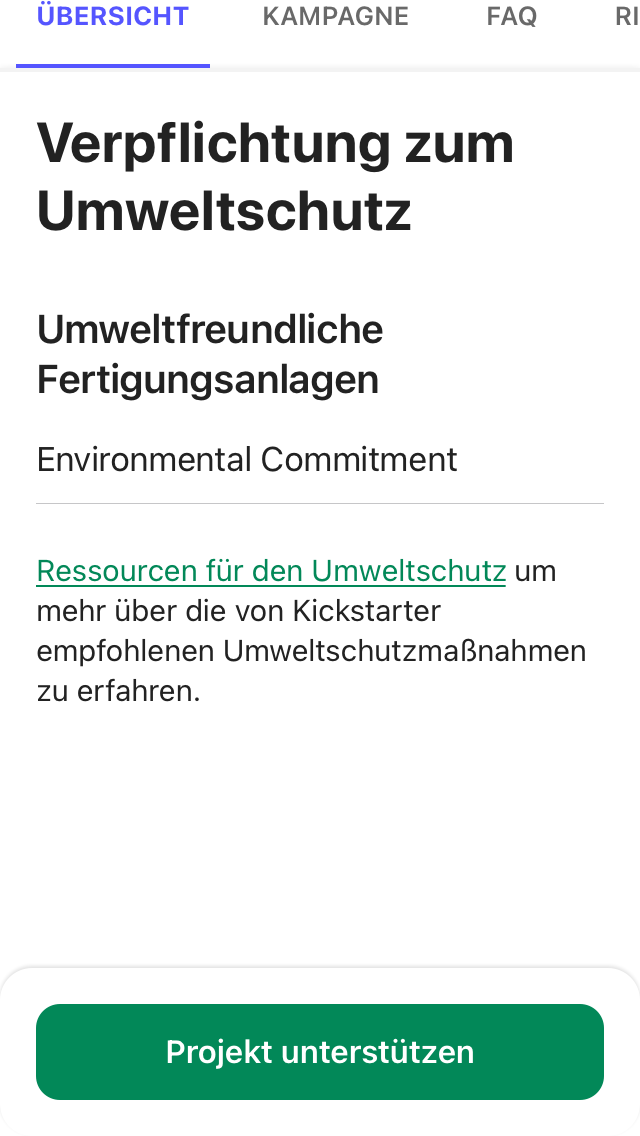 ÜBERSICHT KAMPAGNE FAQ RI
Verpflichtung zum
Umweltschutz
Umweltfreundliche
Fertigungsanlagen
Environmental Commitment
Ressourcen für den Umweltschutz um
mehr über die von Kickstarter
empfohlenen Umweltschutzmaßnahmen
zu erfahren.
Projekt unterstützen